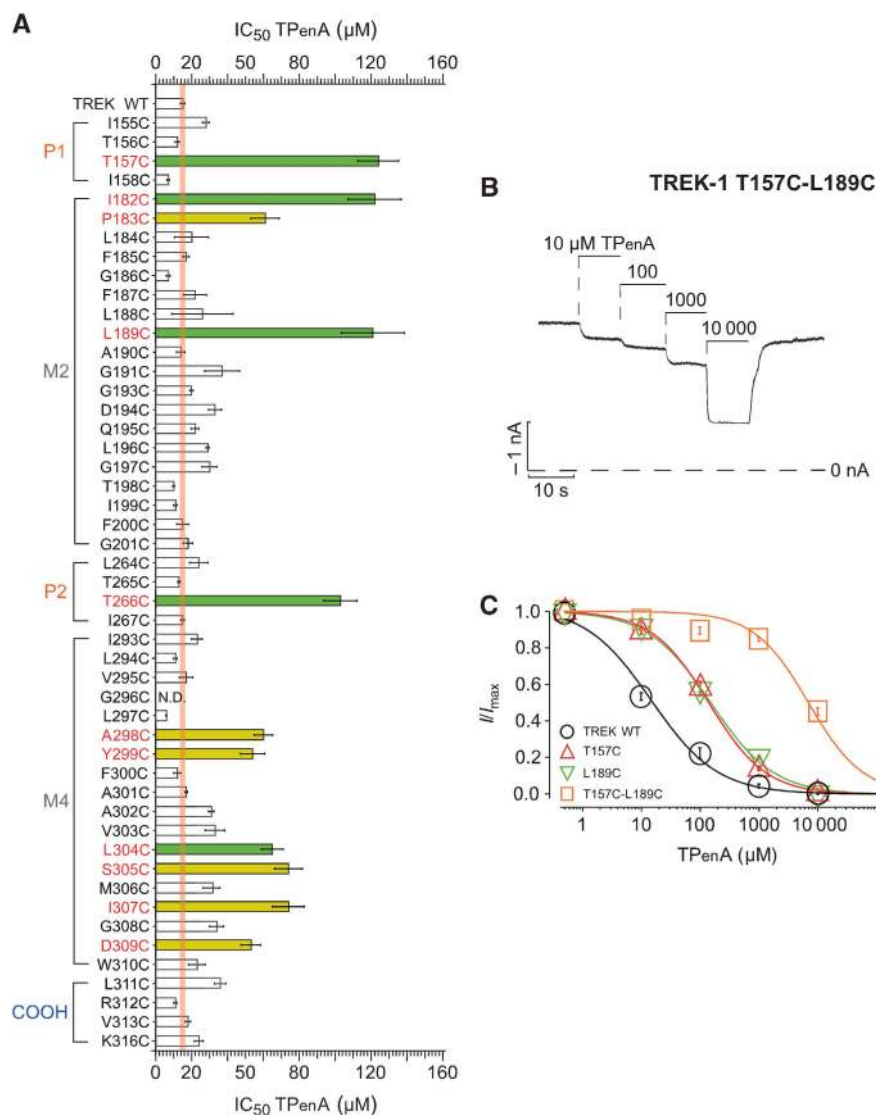 A
IC50 TPenA (µM)
0 40 80 120 160
TREK WT
P1
I155C
T156C
T157C
I158C
M2
I182C
P183C
L184C
F185C
G186C
F187C
L188C
L189C
A190C
G191C
G193C
D194C
Q195C
L196C
G197C
T198C
I199C
F200C
G201C
P2
L264C
T265C
T266C
I267C
M4
I293C
L294C
V295C
G296C N.D.
L297C
A298C
Y299C
F300C
A301C
A302C
V303C
L304C
S305C
M306C
I307C
G308C
D309C
W310C
COOH
L311C
R312C
V313C
K316C
0 20 40 60 80 120 160
IC50 TPenA (µM)
B
TREK-1 T157C-L189C
10 µM TPenA
100
1000
10 000
–1 nA
0 nA
10 s
C
I/Imax
1.0
0.8
0.6
0.4
0.2
0.0
TREK WT
T157C
L189C
T157C-L189C
1 10 100 1000 10 000
TPenA (µM)